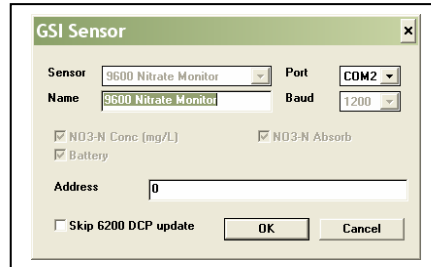 GSI Sensor
Sensor 9600 Nitrate Monitor Port COM2
Name 9600 Nitrate Monitor Baud 1200
NO3-N Conc (mg/L) NO3-N Absorb
Battery
Address 0
Skip 6200 DCP update OK Cancel